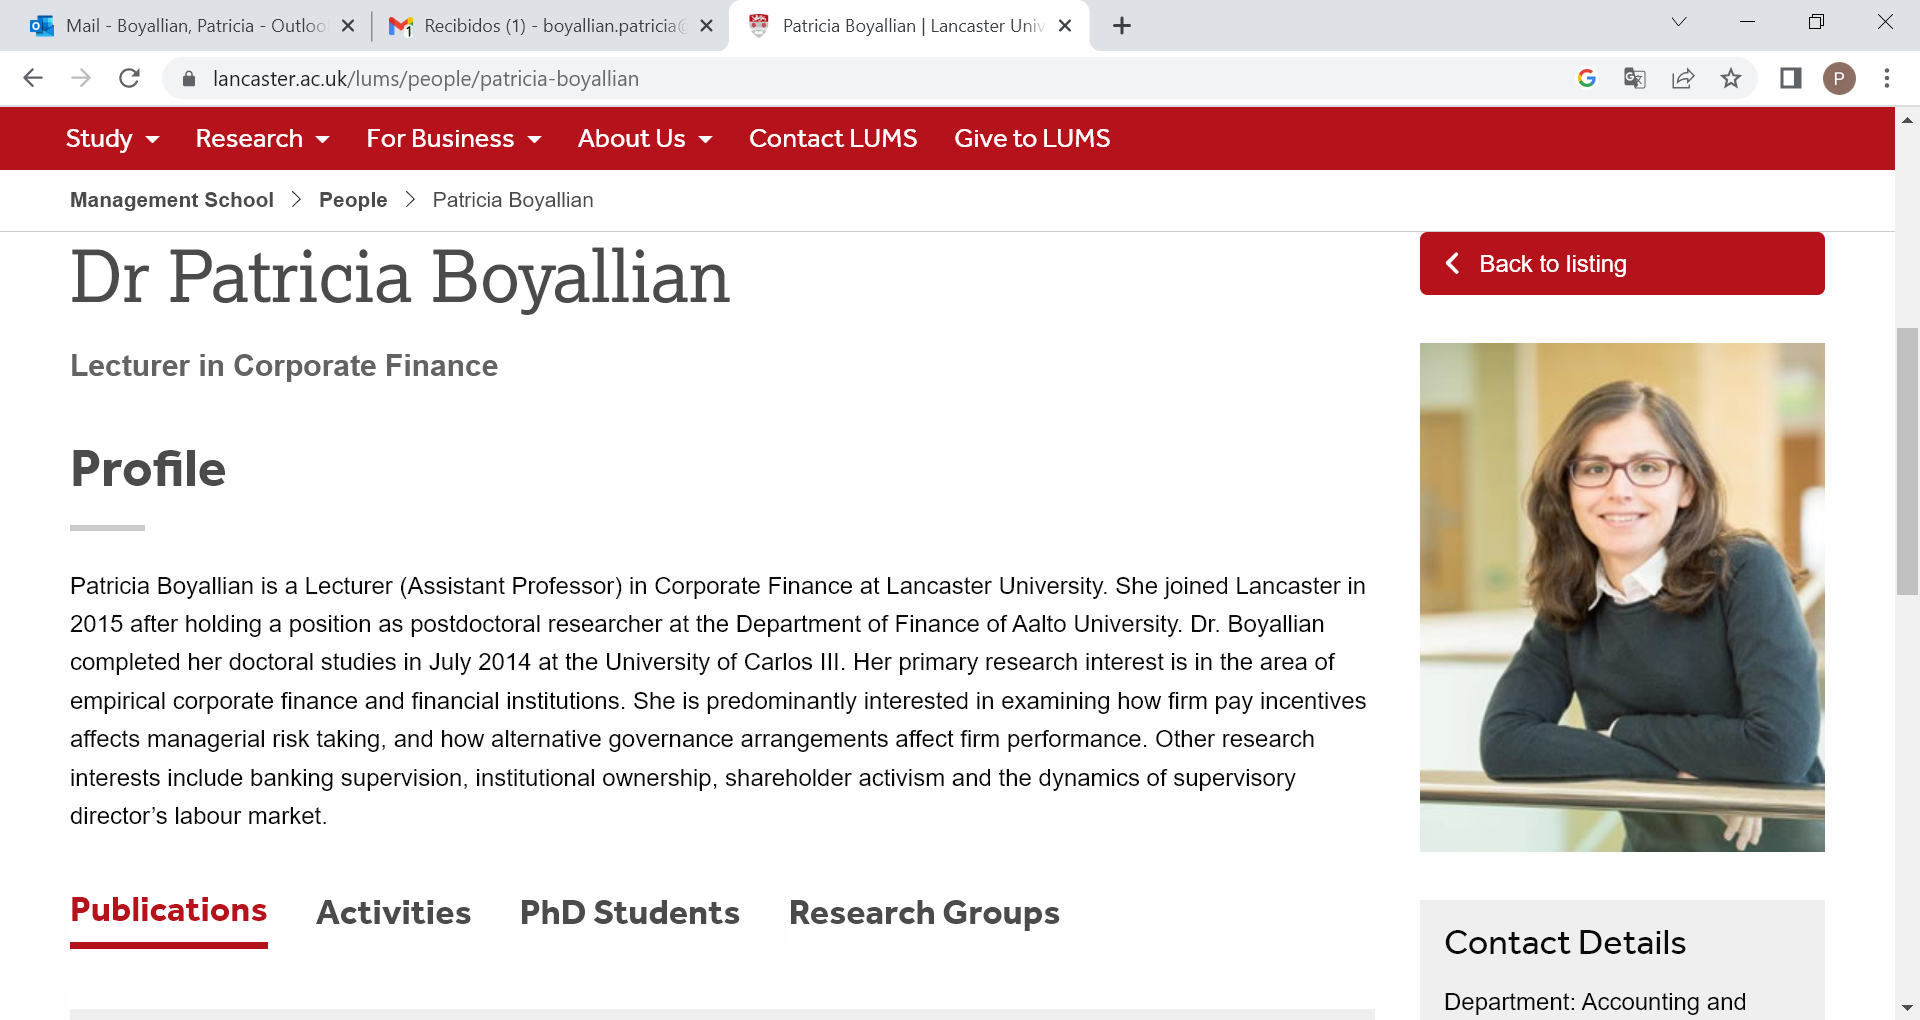 Mail - Boyallian, Patricia - Outloo
Recibidos (1) - boyallian.patricia@
Patricia Boyallian | Lancaster Univ
lancaster.ac.uk/lums/people/patricia-boyallian
P
Study
Research
For Business
About Us
Contact LUMS
Give to LUMS
Management School > People > Patricia Boyallian
Dr Patricia Boyallian
Back to listing
Lecturer in Corporate Finance
Profile
Patricia Boyallian is a Lecturer (Assistant Professor) in Corporate Finance at Lancaster University. She joined Lancaster in
2015 after holding a position as postdoctoral researcher at the Department of Finance of Aalto University. Dr. Boyallian
completed her doctoral studies in July 2014 at the University of Carlos III. Her primary research interest is in the area of
empirical corporate finance and financial institutions. She is predominantly interested in examining how firm pay incentives
affects managerial risk taking, and how alternative governance arrangements affect firm performance. Other research
interests include banking supervision, institutional ownership, shareholder activism and the dynamics of supervisory
director’s labour market.
Publications
Activities
PhD Students
Research Groups
Contact Details
Department: Accounting and